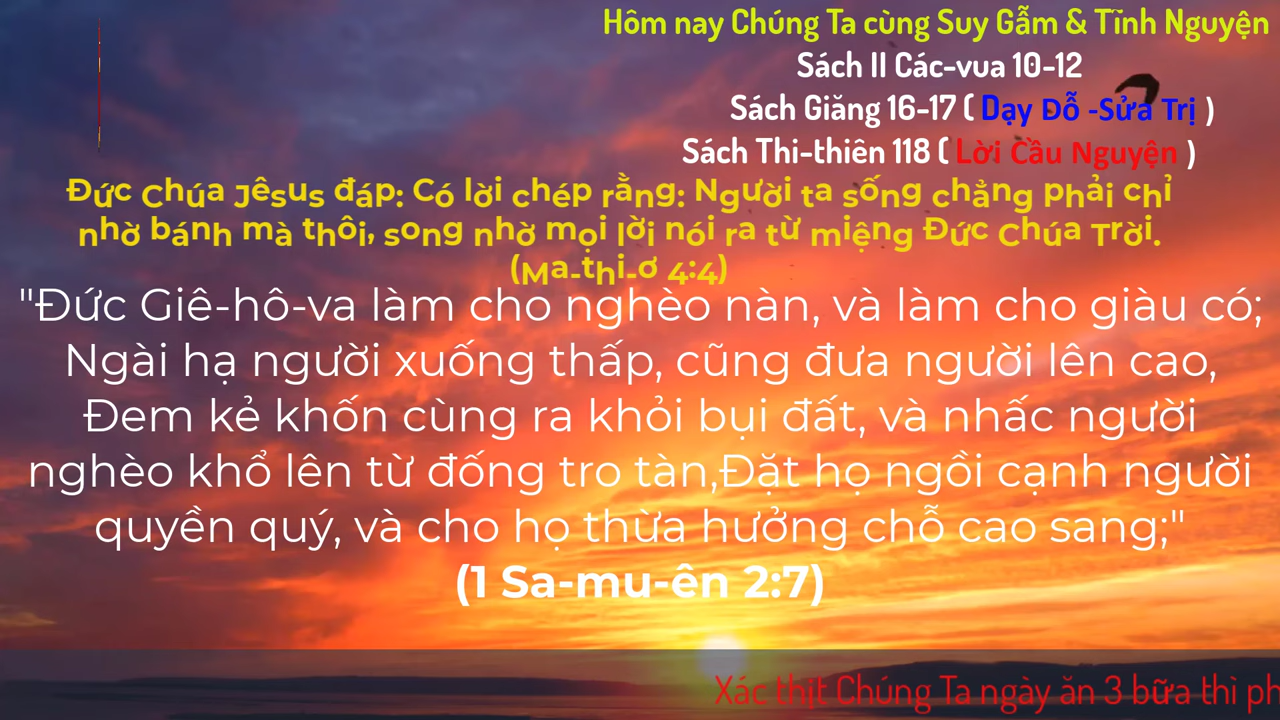 Hôm nay Chúng Ta cùng Suy Gẫm & Tĩnh Nguyện
Sách II Các-vua 10-12
Sách Giăng 16-17 ( Dạy Đỗ -Sửa Trị )
Sách Thi-thiên 118 ( Lời Cầu Nguyện )
Đức Chúa Jêsus đáp: Có lời chép rằng: Người ta sống chẳng phải chỉ
nhờ bánh mà thôi, song nhờ mọi lời nói ra từ miệng Đức Chúa Trời.
(Ma-thi-ơ 4:4)
"Đức Giê-hô-va làm cho nghèo nàn, và làm cho giàu có;
Ngài hạ người xuống thấp, cũng đưa người lên cao,
Đem kẻ khốn cùng ra khỏi bụi đất, và nhấc người
nghèo khổ lên từ đống tro tàn,Đặt họ ngồi cạnh người
quyền quý, và cho họ thừa hưởng chỗ cao sang;"
(1 Sa-mu-ên 2:7)
Xác thịt Chúng Ta ngày ăn 3 bữa thì ph